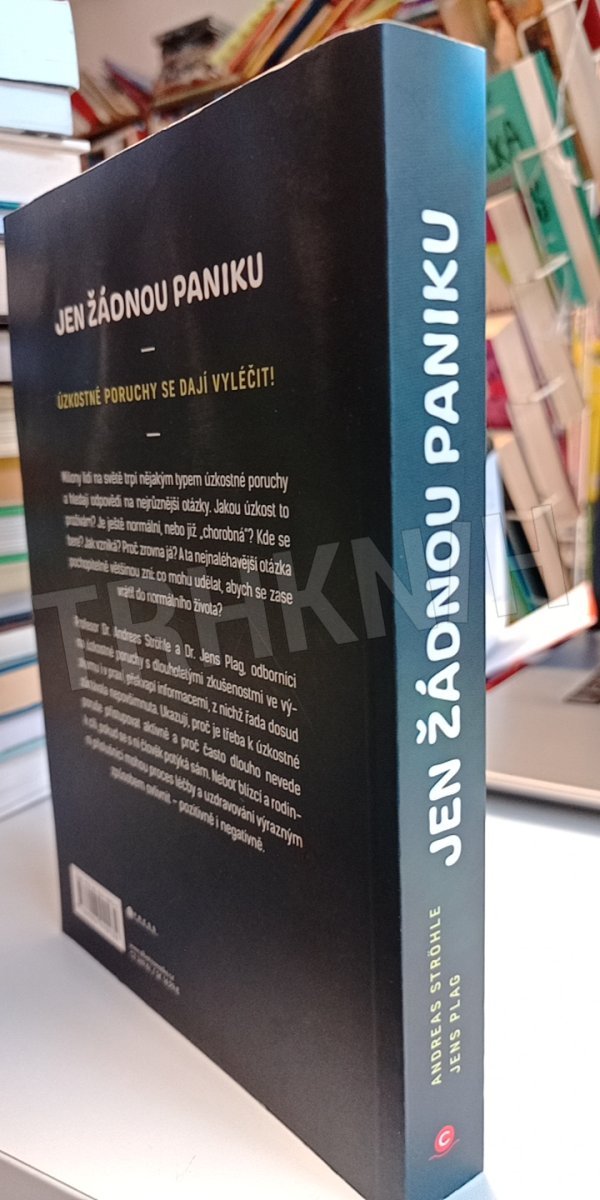 JEN ŽÁDNOU PANIKU
ÚZKOSTNÉ PORUCHY SE DAJÍ VYLÉČIT!
Miliony lidí na světě trpí nějakým typem úzkostné poruchy
a hledají odpovědi na nejrůznější otázky. Jakou úzkost to
prožívám? Je ještě normální, nebo již „chorobná“? Kde se
bere? Jak vzniká? Proč zrovna já? A ta nejnaléhavější otázka
pochopitelně většinou zní: co mohu udělat, abych se zase
vrátil do normálního života?
Profesor Dr. Andreas Ströhle a Dr. Jens Plag, odborníci
na úzkostné poruchy s dlouholetými zkušenostmi ve vý-
zkumu i v praxi, překvapí informacemi, z nichž řada dosud
zůstávala nepovšimnuta. Ukazují, proč je třeba k úzkostné
poruše přistupovat aktivně a proč často dlouho nevede
k cíli, pokud se s ní člověk potýká sám. Neboť blízcí a rodin-
ní příslušníci mohou proces léčby a uzdravování výrazným
způsobem ovlivnit – pozitivně i negativně.
JEN ŽÁDNOU PANIKU
ANDREAS STRÖHLE
JENS PLAG
C
TRHKNIH